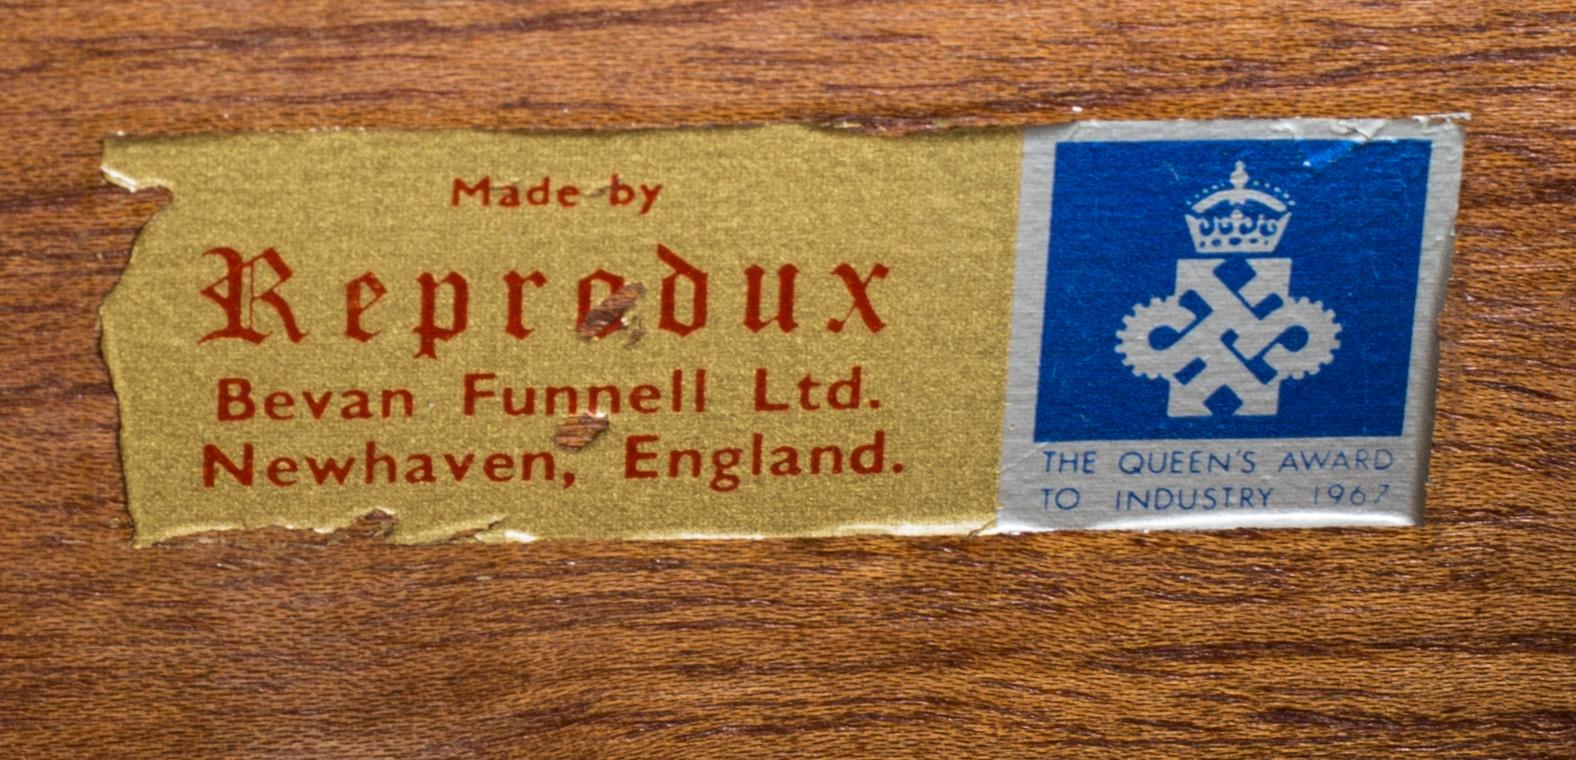 Made by
Reprodux
Bevan Funnell Ltd.
Newhaven, England.
THE QUEEN'S AWARD
TO INDUSTRY 1967